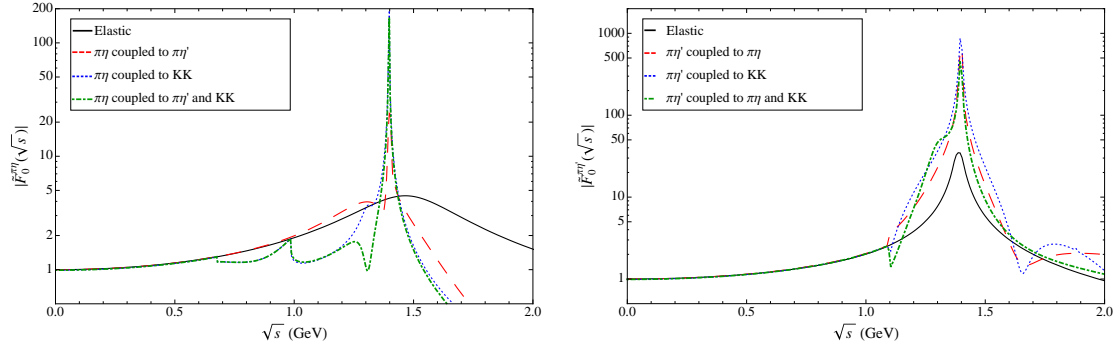 200
100
50
20
10
5
2
1
|F̃₀^{πη}(√s)|
Elastic
πη coupled to πη'
πη coupled to KK
πη coupled to πη' and KK
0.0 0.5 1.0 1.5 2.0
√s (GeV)
1000
500
100
50
10
5
1
|F̃₀^{πη'}(√s)|
Elastic
πη' coupled to πη
πη' coupled to KK
πη' coupled to πη and KK
0.0 0.5 1.0 1.5 2.0
√s (GeV)